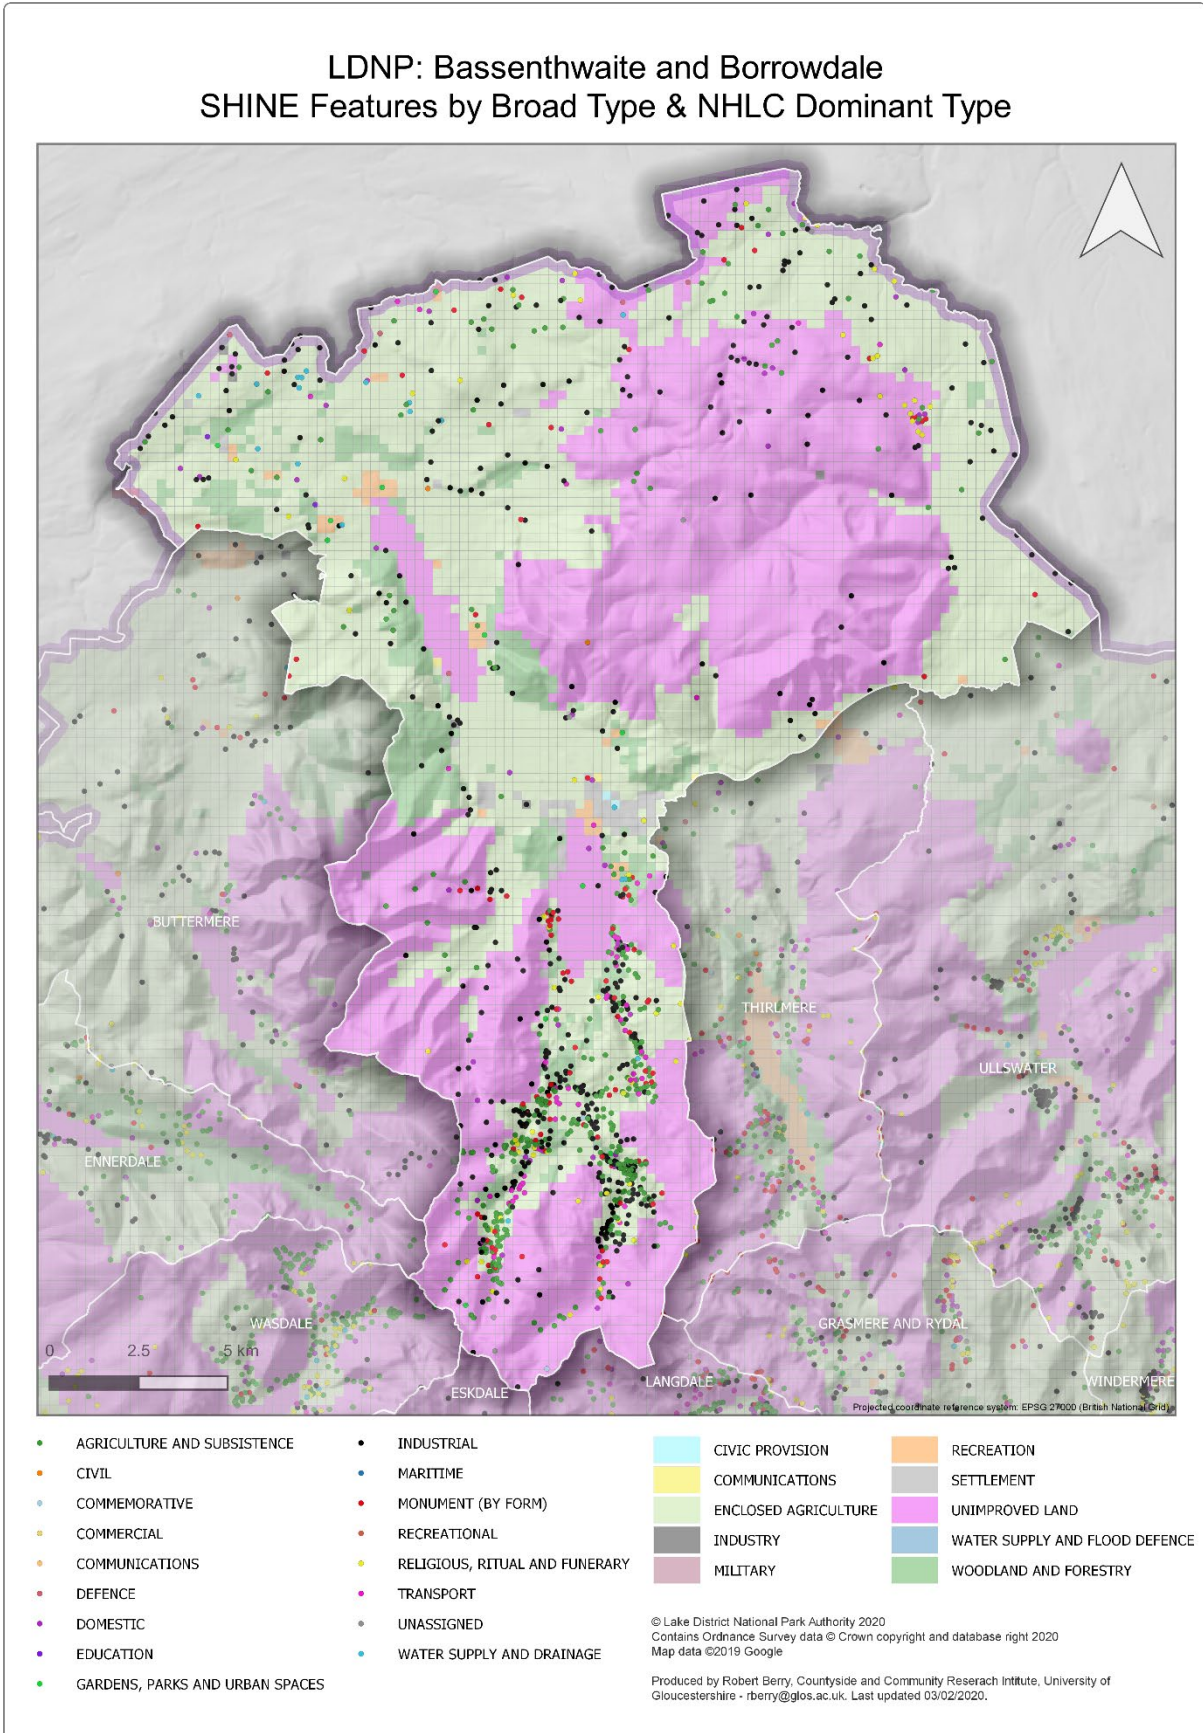 LDNP: Bassenthwaite and Borrowdale
SHINE Features by Broad Type & NHLC Dominant Type
BUTTERMERE
THIRLMERE
ULLSWATER
ENNERDALE
WASDALE
GRASMERE AND RYDAL
0 2.5 5 km
ESKDALE
LANGDALE
WINDERMERE
Projected coordinate reference system: EPSG 27000 (British National Grid)
AGRICULTURE AND SUBSISTENCE
CIVIL
COMMEMORATIVE
COMMERCIAL
COMMUNICATIONS
DEFENCE
DOMESTIC
EDUCATION
GARDENS, PARKS AND URBAN SPACES
INDUSTRIAL
MARITIME
MONUMENT (BY FORM)
RECREATIONAL
RELIGIOUS, RITUAL AND FUNERARY
TRANSPORT
UNASSIGNED
WATER SUPPLY AND DRAINAGE
CIVIC PROVISION
COMMUNICATIONS
ENCLOSED AGRICULTURE
INDUSTRY
MILITARY
RECREATION
SETTLEMENT
UNIMPROVED LAND
WATER SUPPLY AND FLOOD DEFENCE
WOODLAND AND FORESTRY
© Lake District National Park Authority 2020
Contains Ordnance Survey data © Crown copyright and database right 2020
Map data ©2019 Google
Produced by Robert Berry, Countyside and Community Reserach Intitute, University of
Gloucestershire - rberry@glos.ac.uk. Last updated 03/02/2020.